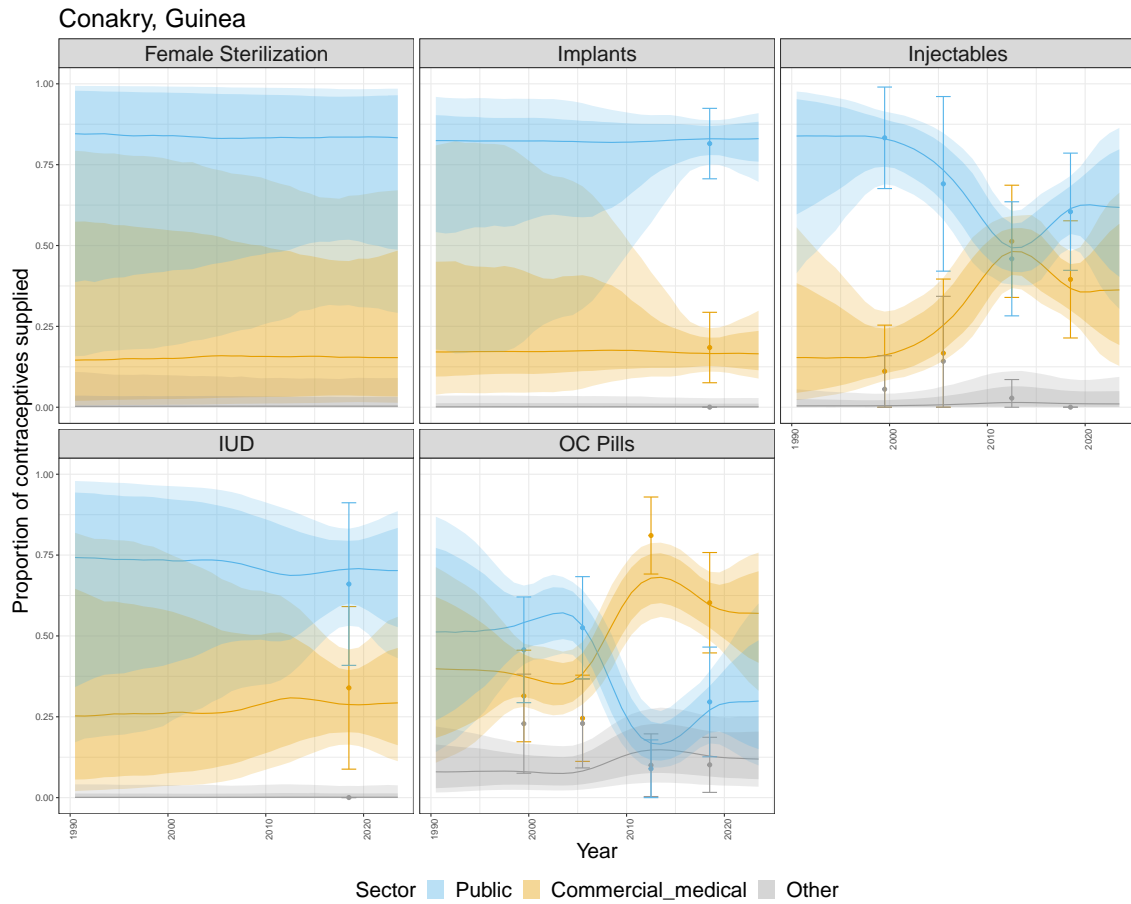 Conakry, Guinea
Female Sterilization
Implants
Injectables
1.00
0.75
0.50
0.25
0.00
1990
2000
2010
2020
IUD
OC Pills
1.00
0.75
0.50
0.25
0.00
1990
2000
2010
2020
1990
2000
2010
2020
Proportion of contraceptives supplied
Year
Sector Public Commercial_medical Other